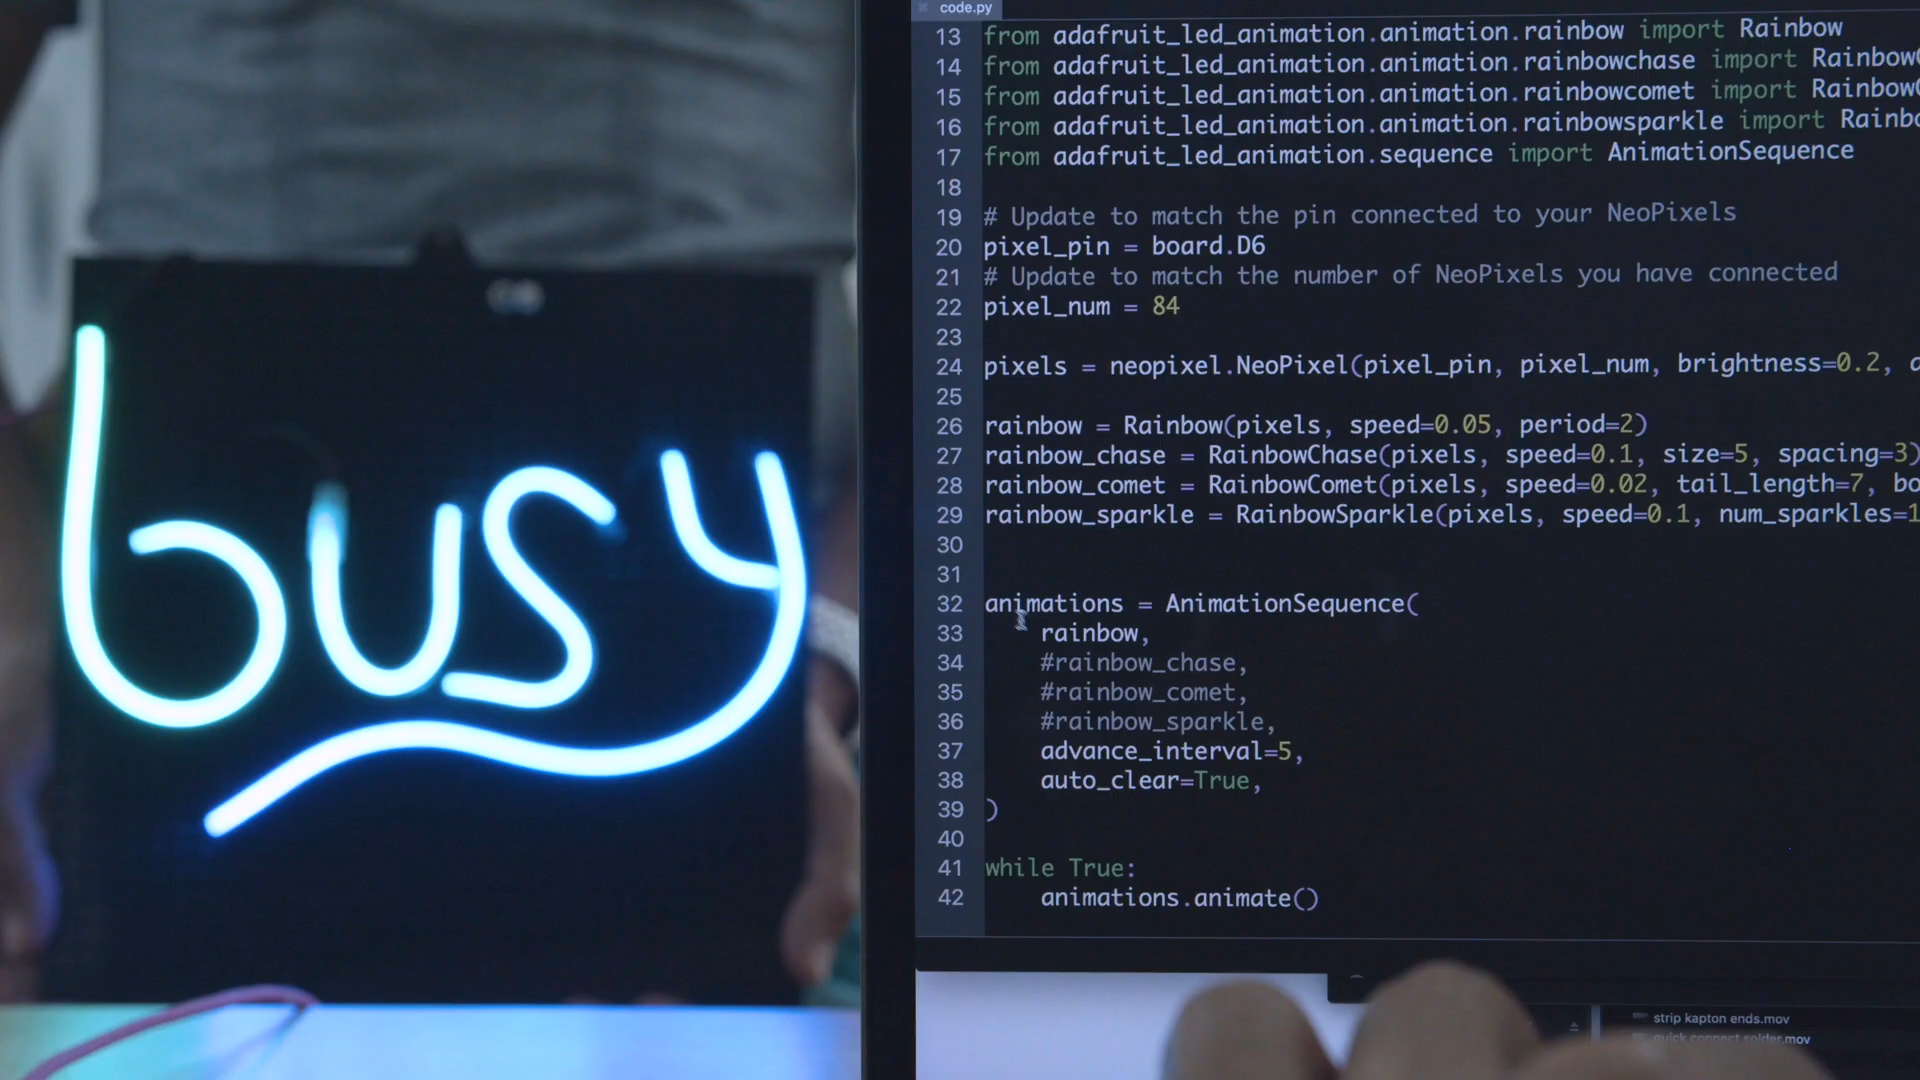 busy
code.py
13 from adafruit_led_animation.animation.rainbow import Rainbow
14 from adafruit_led_animation.animation.rainbowchase import
15 from adafruit_led_animation.animation.rainbowcomet import
16 from adafruit_led_animation.animation.rainbowsparkle import
17 from adafruit_led_animation.sequence import AnimationSequence
18
19 # Update to match the pin connected to your NeoPixels
20 pixel_pin = board.D6
21 # Update to match the number of NeoPixels you have connected
22 pixel_num = 84
23
24 pixels = neopixel.NeoPixel(pixel_pin, pixel_num, brightness=0.2,
25
26 rainbow = Rainbow(pixels, speed=0.05, period=2)
27 rainbow_chase = RainbowChase(pixels, speed=0.1, size=5, spacing=3)
28 rainbow_comet = RainbowComet(pixels, speed=0.02, tail_length=7, bo
29 rainbow_sparkle = RainbowSparkle(pixels, speed=0.1, num_sparkles=1
30
31
32 animations = AnimationSequence(
33     rainbow,
34     #rainbow_chase,
35     #rainbow_comet,
36     #rainbow_sparkle,
37     advance_interval=5,
38     auto_clear=True,
39 )
40
41 while True:
42     animations.animate()
strip kapton ends.mov
quick connect solder.mov